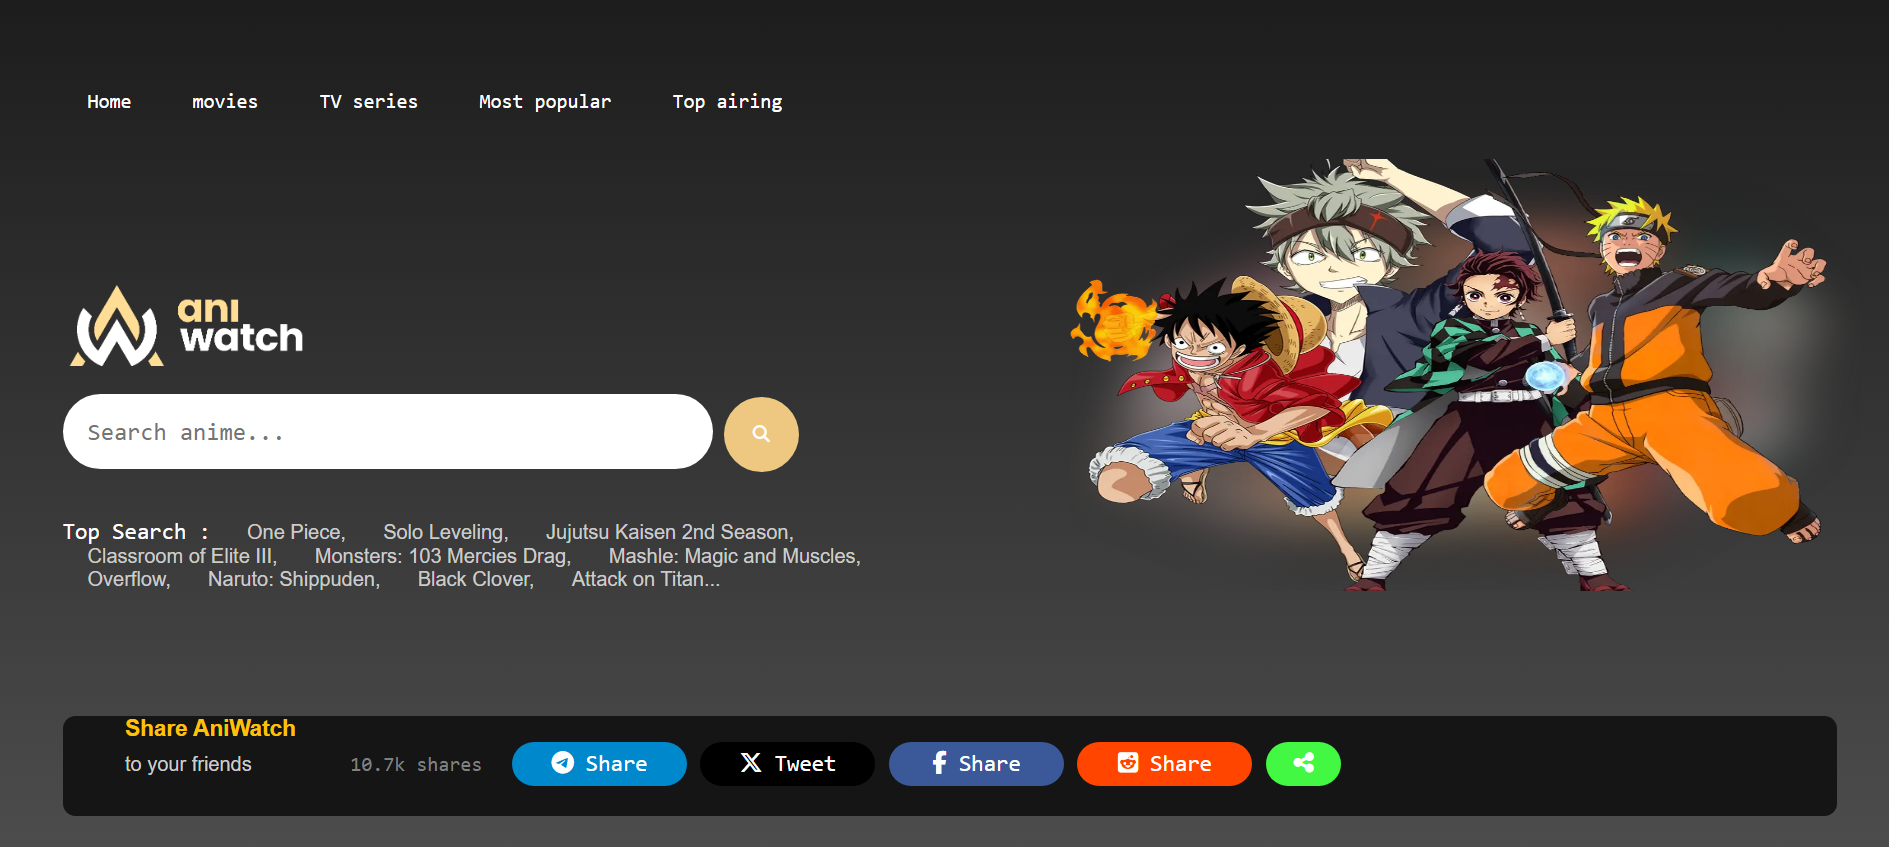 Home movies TV series Most popular Top airing
ani
watch
Search anime...
Top Search : One Piece, Solo Leveling, Jujutsu Kaisen 2nd Season,
Classroom of Elite III, Monsters: 103 Mercies Drag, Mashle: Magic and Muscles,
Overflow, Naruto: Shippuden, Black Clover, Attack on Titan...
Share AniWatch
to your friends 10.7k shares Share Tweet Share Share